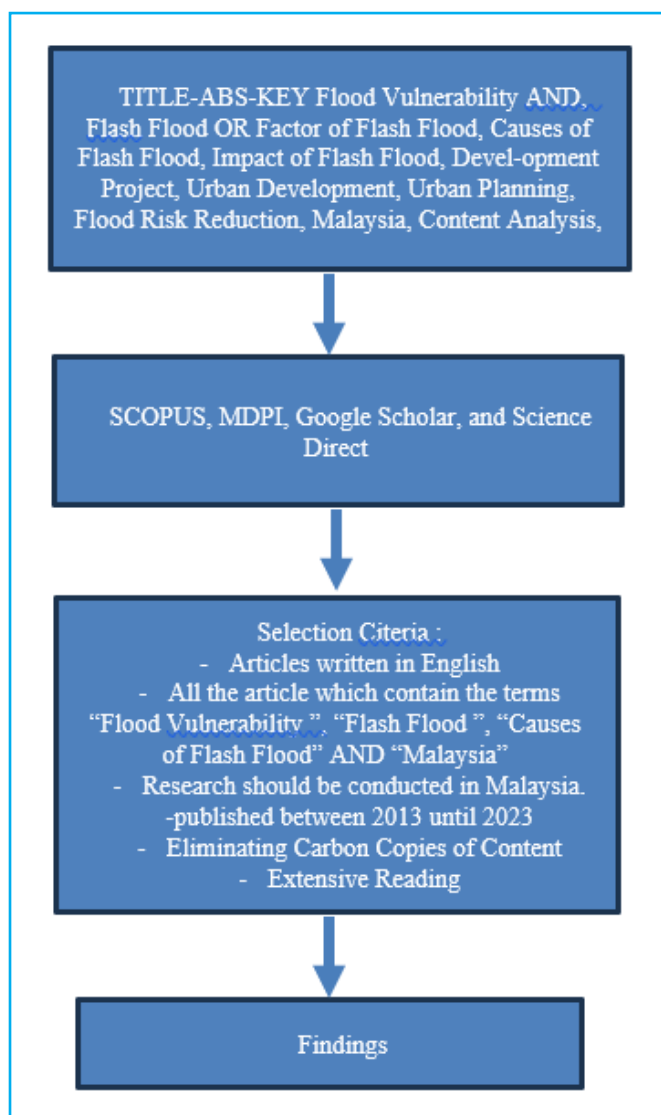 TITLE-ABS-KEY Flood Vulnerability AND,
Flash Flood OR Factor of Flash Flood, Causes of
Flash Flood, Impact of Flash Flood, Devel-opment
Project, Urban Development, Urban Planning,
Flood Risk Reduction, Malaysia, Content Analysis,
SCOPUS, MDPI, Google Scholar, and Science
Direct
Selection Citeria :
- Articles written in English
- All the article which contain the terms
“Flood Vulnerability ”, “Flash Flood ”, “Causes
of Flash Flood” AND “Malaysia”
- Research should be conducted in Malaysia.
-published between 2013 until 2023
- Eliminating Carbon Copies of Content
- Extensive Reading
Findings